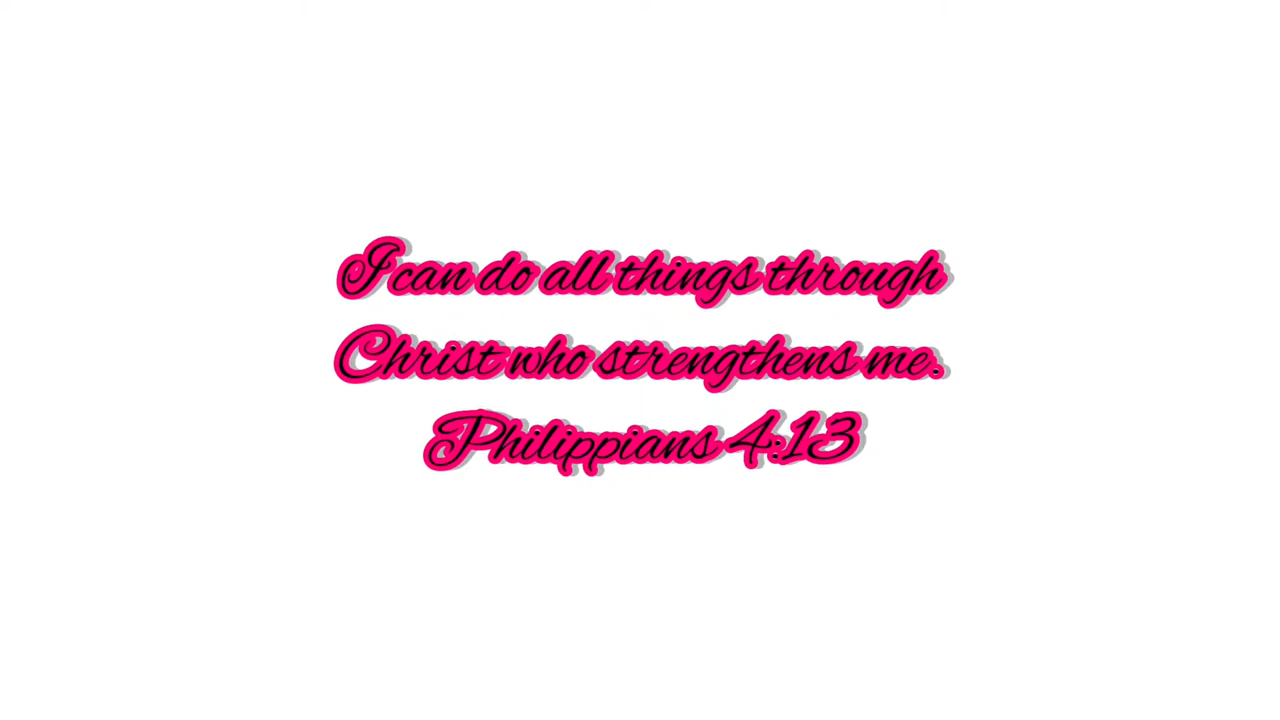 I can do all things through
Christ who strengthens me.
Philippians 4:13